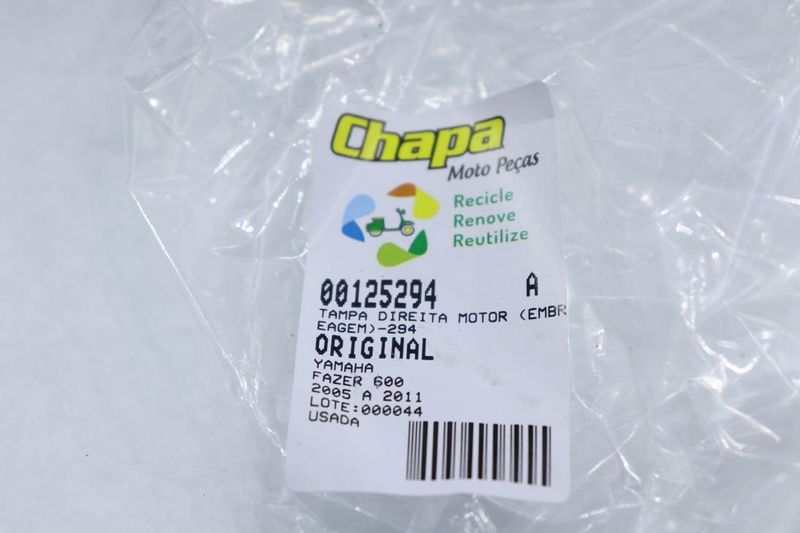 Chapa
Moto Peças
Recicle
Renove
Reutilize
00125294 A
TAMPA DIREITA MOTOR (EMBR
EAGEM)-294
ORIGINAL
YAMAHA
FAZER 600
2005 A 2011
LOTE:000044
USADA